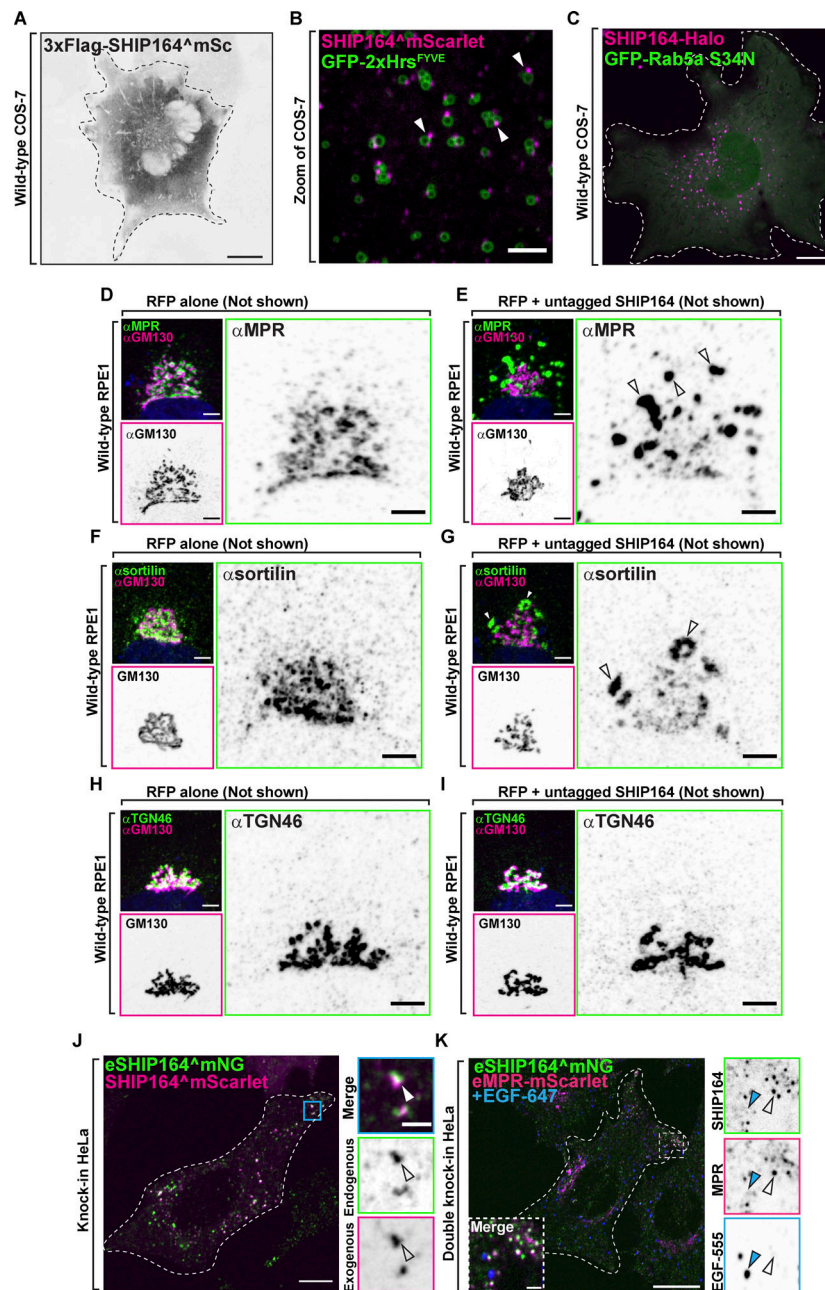 A
3xFlag-SHIP164^mSc
Wild-type COS-7
B
SHIP164^mScarlet
GFP-2xHrsFYVE
Zoom of COS-7
C
SHIP164-Halo
GFP-Rab5a S34N
Wild-type COS-7
D
RFP alone (Not shown)
Wild-type RPE1
αMPR
αGM130
αGM130
αMPR
E
RFP + untagged SHIP164 (Not shown)
Wild-type RPE1
αMPR
αGM130
αGM130
αMPR
F
RFP alone (Not shown)
Wild-type RPE1
αsortilin
αGM130
GM130
αsortilin
G
RFP + untagged SHIP164 (Not shown)
Wild-type RPE1
αsortilin
αGM130
GM130
αsortilin
H
RFP alone (Not shown)
Wild-type RPE1
αTGN46
αGM130
GM130
αTGN46
I
RFP + untagged SHIP164 (Not shown)
Wild-type RPE1
αTGN46
αGM130
GM130
αTGN46
J
Knock-in HeLa
eSHIP164^mNG
SHIP164^mScarlet
Merge
Endogenous
Exogenous
K
Double knock-in HeLa
eSHIP164^mNG
eMPR-mScarlet
+EGF-647
Merge
SHIP164
MPR
EGF-555